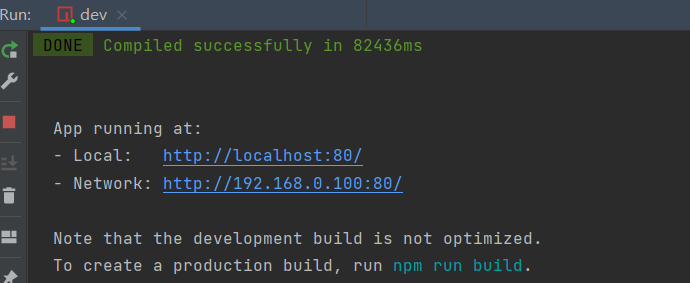 Run: dev
DONE Compiled successfully in 82436ms
App running at:
- Local: http://localhost:80/
- Network: http://192.168.0.100:80/
Note that the development build is not optimized.
To create a production build, run npm run build.